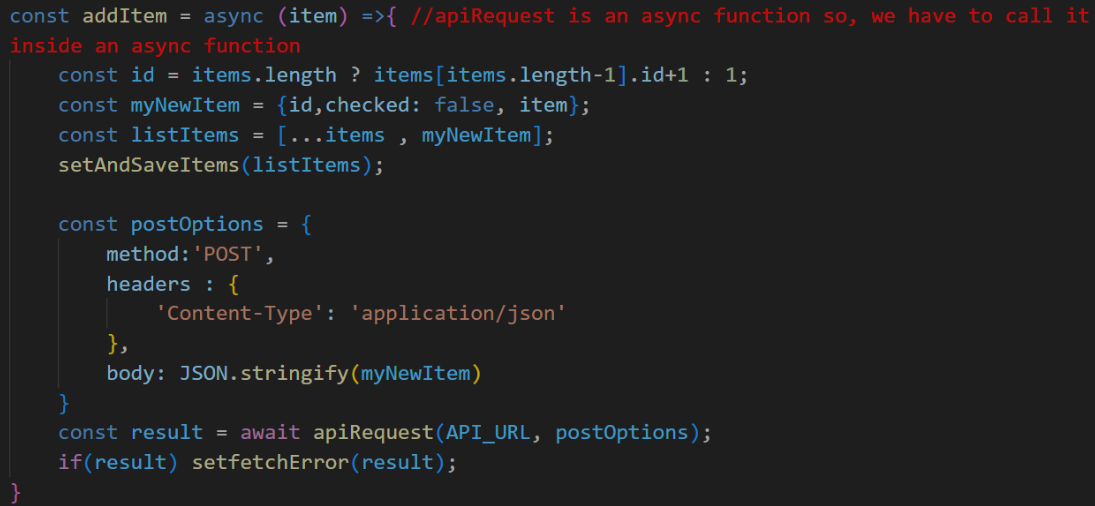 const addItem = async (item) =>{ //apiRequest is an async function so, we have to call it
inside an async function
    const id = items.length ? items[items.length-1].id+1 : 1;
    const myNewItem = {id,checked: false, item};
    const listItems = [...items , myNewItem];
    setAndSaveItems(listItems);

    const postOptions = {
        method:'POST',
        headers : {
            'Content-Type': 'application/json'
        },
        body: JSON.stringify(myNewItem)
    }
    const result = await apiRequest(API_URL, postOptions);
    if(result) setfetchError(result);
}